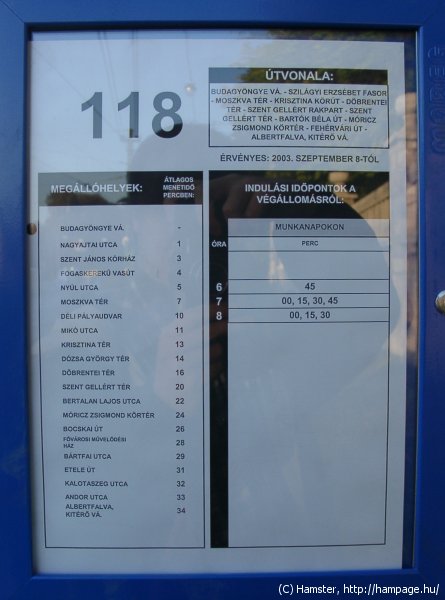 118
ÚTVONALA:
BUDAGYÖNGYE VÁ. - SZILÁGYI ERZSÉBET FASOR
- MOSZKVA TÉR - KRISZTINA KÖRÚT - DÖBRENTEI
TÉR - SZENT GELLÉRT RAKPART - SZENT
GELLÉRT TÉR - BARTÓK BÉLA ÚT - MÓRICZ
ZSIGMOND KÖRTÉR - FEHÉRVÁRI ÚT -
ALBERTFALVA, KITÉRŐ VÁ.
ÉRVÉNYES: 2003. SZEPTEMBER 8-TÓL
MEGÁLLÓHELYEK:
ÁTLAGOS
MENETIDŐ
PERCBEN:
BUDAGYÖNGYE VÁ. -
NAGYAJTAI UTCA 1
SZENT JÁNOS KÓRHÁZ 3
FOGASKEREKŰ VASÚT 4
NYÚL UTCA 5
MOSZKVA TÉR 7
DÉLI PÁLYAUDVAR 10
MIKÓ UTCA 11
KRISZTINA TÉR 13
DÓZSA GYÖRGY TÉR 14
DÖBRENTEI TÉR 16
SZENT GELLÉRT TÉR 20
BERTALAN LAJOS UTCA 22
MÓRICZ ZSIGMOND KÖRTÉR 24
BOCSKAI ÚT 26
FŐVÁROSI MŰVELŐDÉSI
HÁZ 28
BÁRTFAI UTCA 29
ETELE ÚT 31
KALOTASZEG UTCA 32
ANDOR UTCA 33
ALBERTFALVA,
KITÉRŐ VÁ. 34
INDULÁSI IDŐPONTOK A
VÉGÁLLOMÁSRÓL:
MUNKANAPOKON
ÓRA PERC
6 45
7 00, 15, 30, 45
8 00, 15, 30
(C) Hamster, http://hampage.hu/